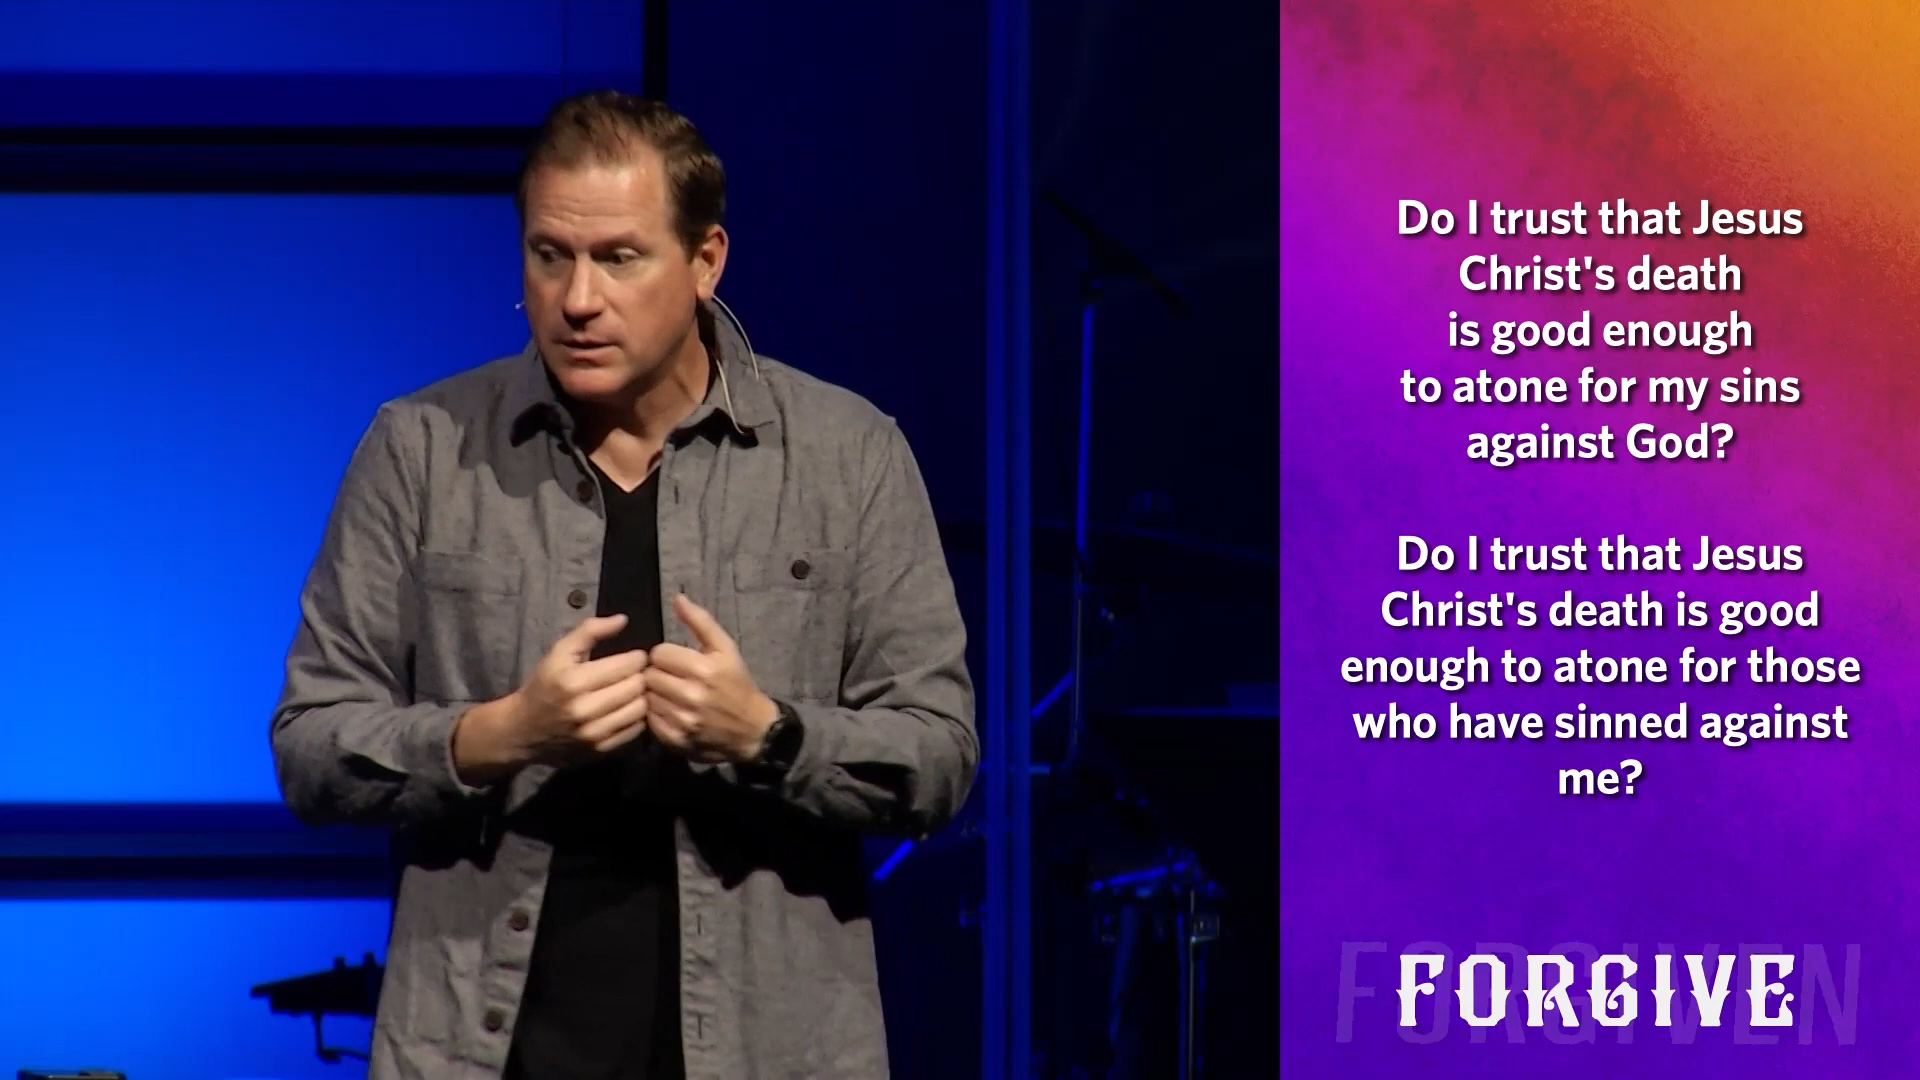 Do I trust that Jesus
Christ's death
is good enough
to atone for my sins
against God?
Do I trust that Jesus
Christ's death is good
enough to atone for those
who have sinned against
me?
FORGIVEN
FORGIVE